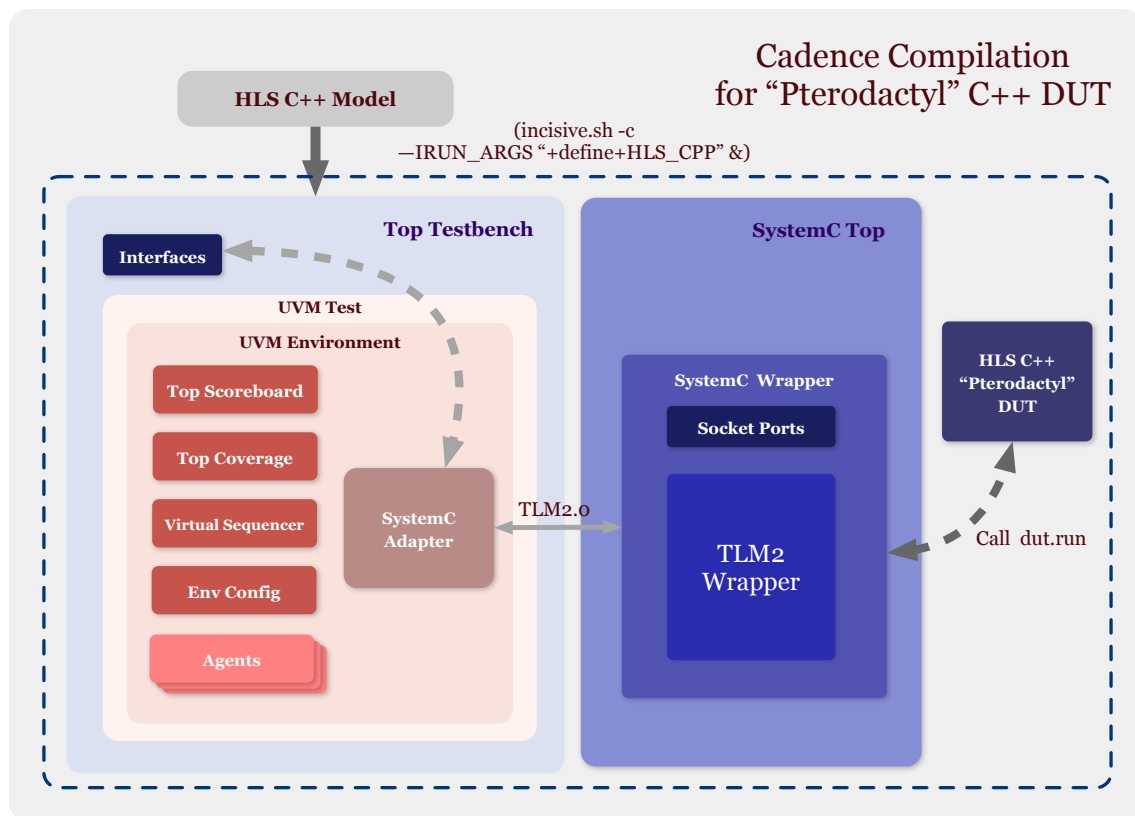 Cadence Compilation
for “Pterodactyl” C++ DUT
HLS C++ Model
(incisive.sh -c
—IRUN_ARGS “+define+HLS_CPP” &)
Top Testbench
SystemC Top
Interfaces
UVM Test
UVM Environment
Top Scoreboard
Top Coverage
Virtual Sequencer
Env Config
Agents
SystemC
Adapter
TLM2.0
SystemC Wrapper
Socket Ports
TLM2
Wrapper
HLS C++
“Pterodactyl”
DUT
Call dut.run